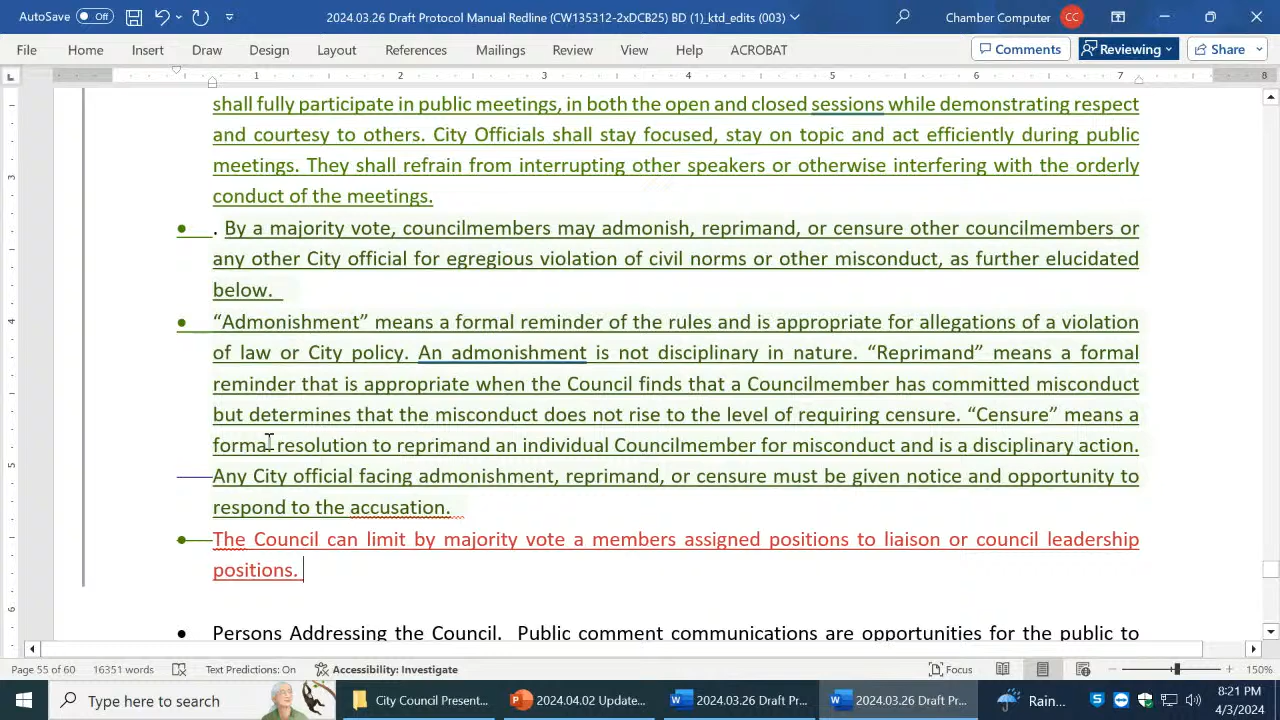 AutoSave Off 2024.03.26 Draft Protocol Manual Redline (CW135312-2xDCB25) BD (1)_ktd_edits (003) Chamber Computer CC
File Home Insert Draw Design Layout References Mailings Review View Help ACROBAT Comments Reviewing Share
1 2 3 4 5 6 7 8
shall fully participate in public meetings, in both the open and closed sessions while demonstrating respect
and courtesy to others. City Officials shall stay focused, stay on topic and act efficiently during public
meetings. They shall refrain from interrupting other speakers or otherwise interfering with the orderly
conduct of the meetings.
• . By a majority vote, councilmembers may admonish, reprimand, or censure other councilmembers or
any other City official for egregious violation of civil norms or other misconduct, as further elucidated
below.
• “Admonishment” means a formal reminder of the rules and is appropriate for allegations of a violation
of law or City policy. An admonishment is not disciplinary in nature. “Reprimand” means a formal
reminder that is appropriate when the Council finds that a Councilmember has committed misconduct
but determines that the misconduct does not rise to the level of requiring censure. “Censure” means a
formal resolution to reprimand an individual Councilmember for misconduct and is a disciplinary action.
Any City official facing admonishment, reprimand, or censure must be given notice and opportunity to
respond to the accusation.
• The Council can limit by majority vote a members assigned positions to liaison or council leadership
positions.
• Persons Addressing the Council. Public comment communications are opportunities for the public to
3
4
5
6
Page 55 of 60 16351 words Text Predictions: On Accessibility: Investigate Focus 150%
Type here to search City Council Present... 2024.04.02 Update... 2024.03.26 Draft Pr... 2024.03.26 Draft Pr... Rain... 8:21 PM
4/3/2024